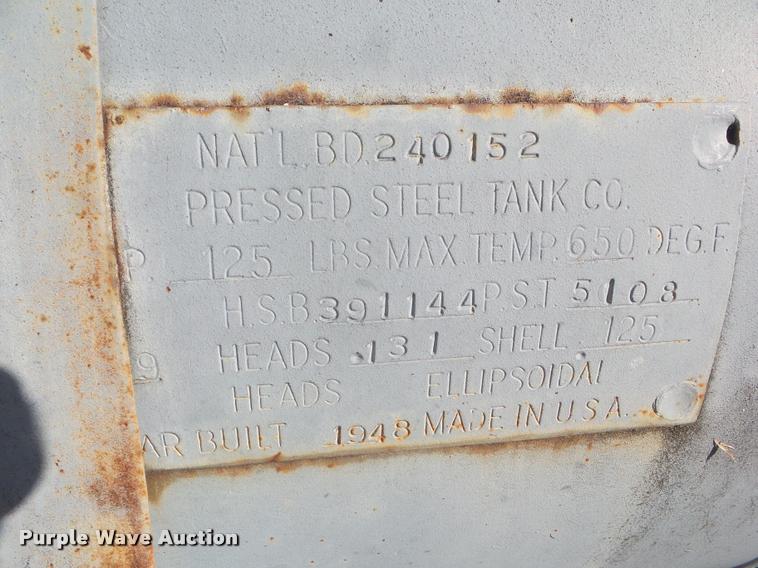 NAT'L. BD. 240152
PRESSED STEEL TANK CO.
P. 125 LBS. MAX. TEMP. 650 DEG. F.
H.S.B. 391144 P.S.T. 5108
9 HEADS .131 SHELL .125
HEADS ELLIPSOIDAL
AR BUILT 1948 MADE IN U.S.A.
Purple Wave Auction